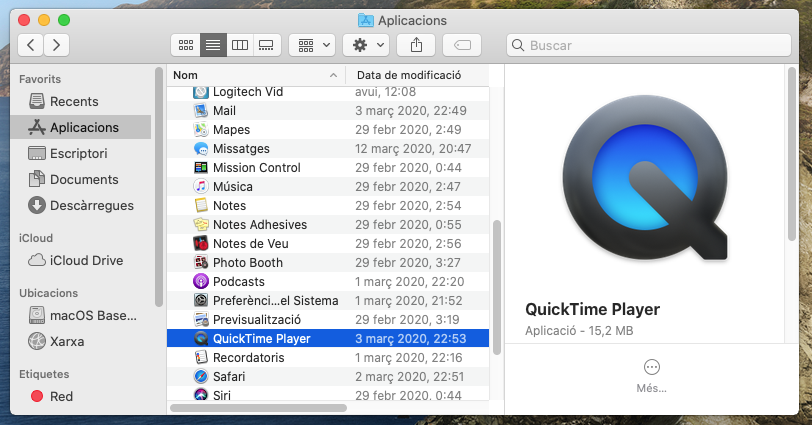 Aplicacions
Buscar
Favorits
Recents
Aplicacions
Escriptori
Documents
Descàrregues
iCloud
iCloud Drive
Ubicacions
macOS Base...
Xarxa
Etiquetes
Red
Nom Data de modificació
Logitech Vid avui, 12:08
Mail 3 març 2020, 22:49
Mapes 29 febr 2020, 2:49
Missatges 12 març 2020, 20:47
Mission Control 29 febr 2020, 0:44
Música 29 febr 2020, 2:47
Notes 29 febr 2020, 2:54
Notes Adhesives 29 febr 2020, 0:55
Notes de Veu 29 febr 2020, 2:56
Photo Booth 29 febr 2020, 3:27
Podcasts 1 març 2020, 22:20
Preferènci...el Sistema 1 març 2020, 21:52
Previsualització 29 febr 2020, 3:19
QuickTime Player 3 març 2020, 22:53
Recordatoris 1 març 2020, 22:16
Safari 2 març 2020, 22:51
Siri 29 febr 2020, 0:44
QuickTime Player
Aplicació - 15,2 MB
Més...